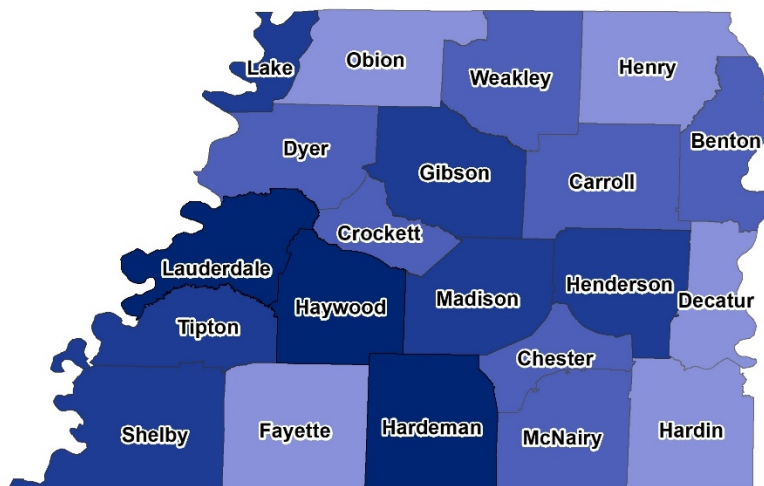 Lake
Obion
Weakley
Henry
Benton
Dyer
Gibson
Carroll
Crockett
Lauderdale
Haywood
Madison
Henderson
Decatur
Tipton
Chester
Shelby
Fayette
Hardeman
McNairy
Hardin